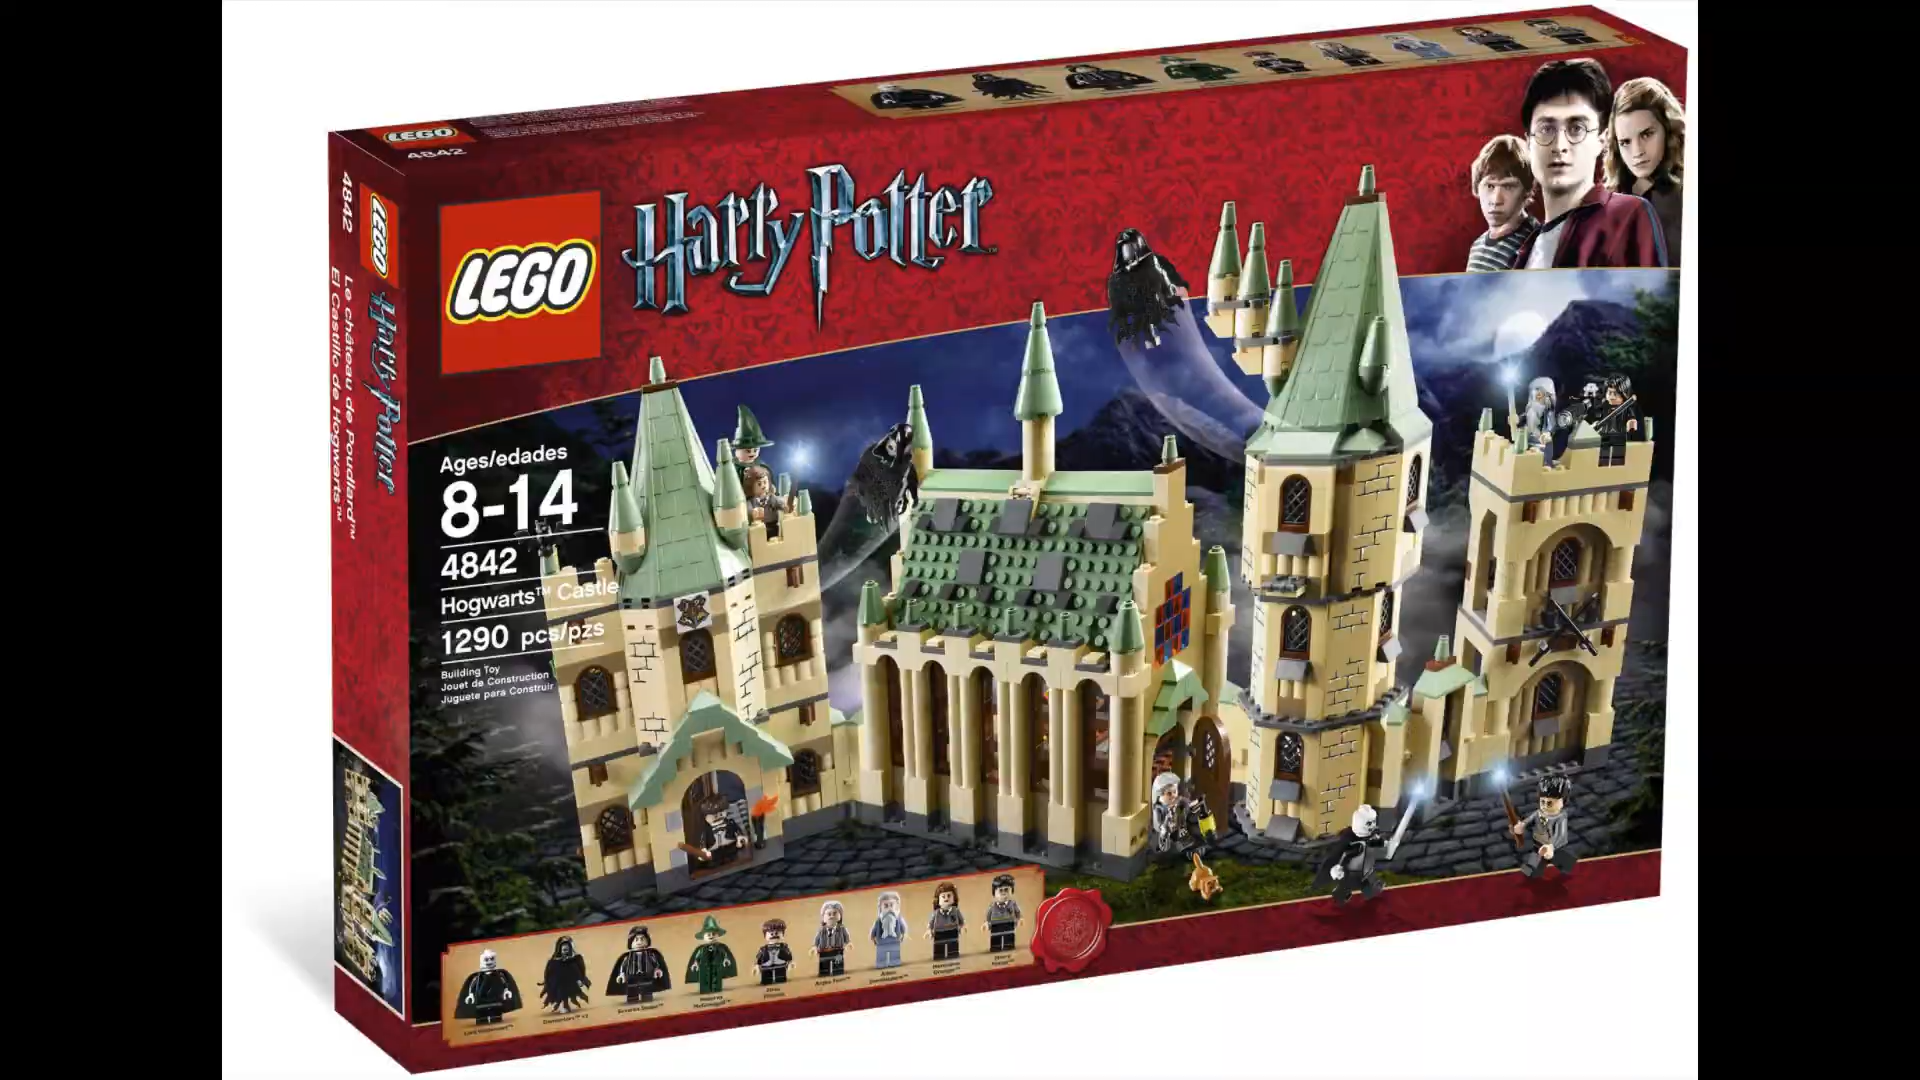 LEGO
4842
4842
LEGO
Harry Potter
Le château de Poudlard™
El Castillo de Hogwarts™
LEGO
Harry Potter™
Ages/edades
8-14
4842
Hogwarts™ Castle
1290 pcs/pzs
Building Toy
Jouet de Construction
Juguete para Construir